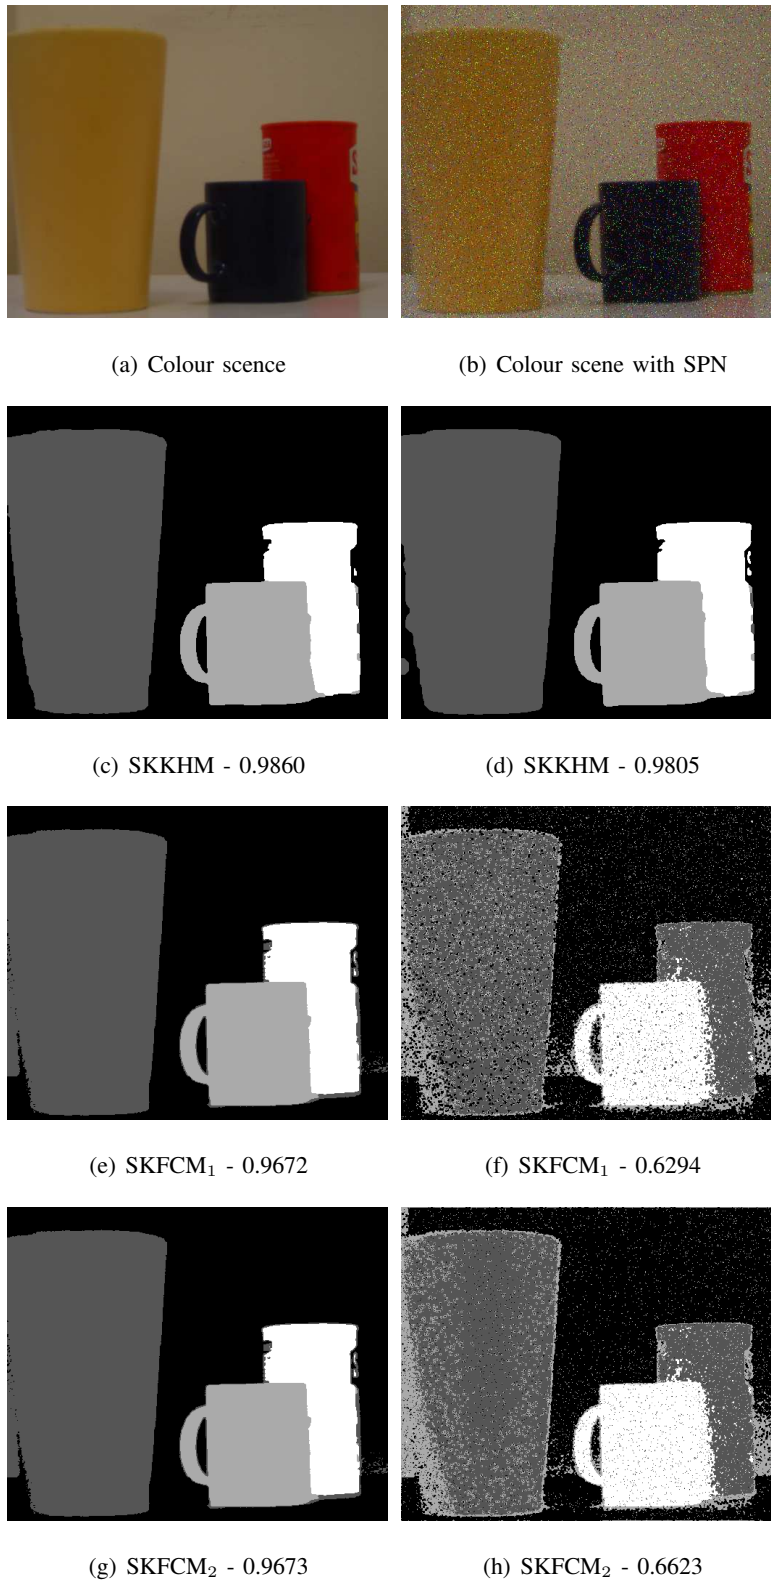 (a) Colour scence
(b) Colour scene with SPN
(c) SKKHM - 0.9860
(d) SKKHM - 0.9805
(e) SKFCM₁ - 0.9672
(f) SKFCM₁ - 0.6294
(g) SKFCM₂ - 0.9673
(h) SKFCM₂ - 0.6623